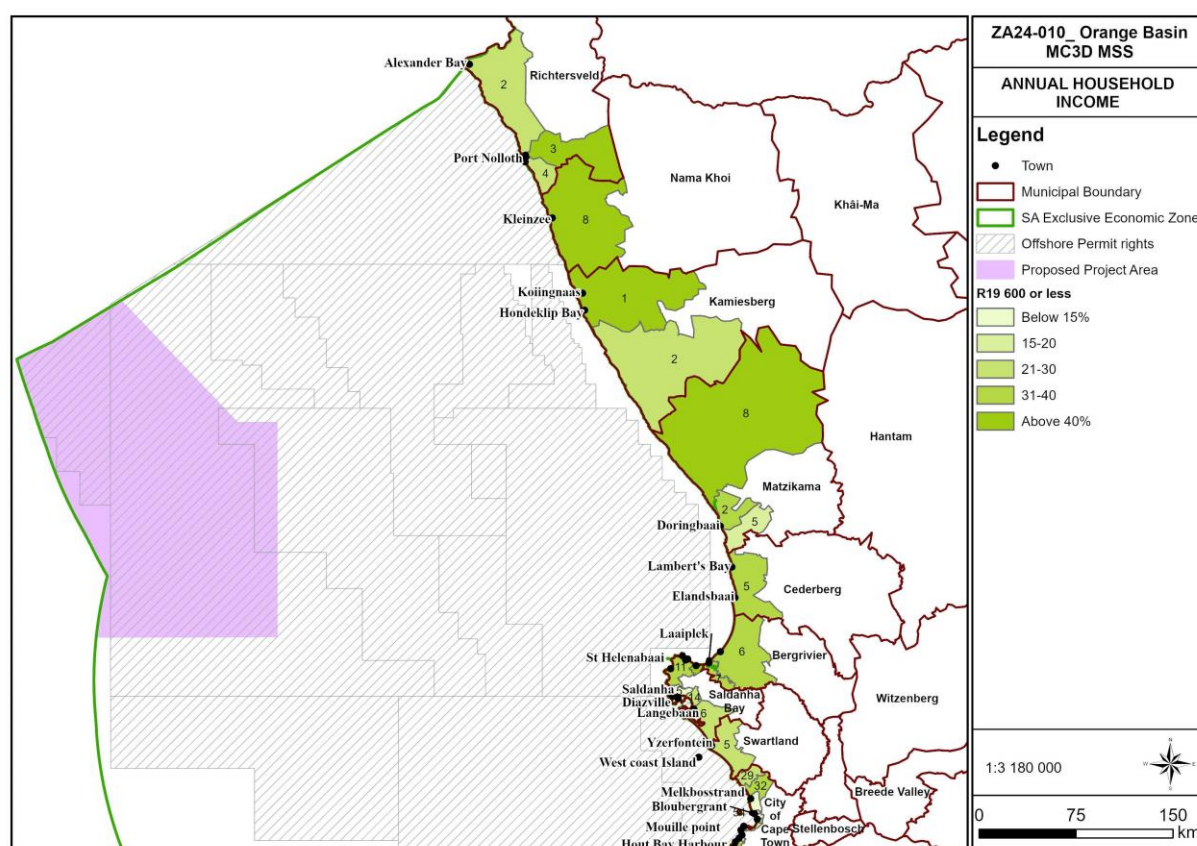 Alexander Bay
2
Richtersveld
3
Port Nolloth
4
Nama Khoi
Khâi-Ma
8
Kleinzee
Koiingnaas
1
Kamiesberg
Hondeklip Bay
2
8
Hantam
Matzikama
2
5
Doringbaai
Lambert's Bay
5
Cederberg
Elandsbaai
Laaiplek
6
Bergrivier
St Helenabaai
11
7
Witzenberg
Saldanha
5
14
Saldanha
Bay
Diazville
Langebaan
6
Swartland
5
Yzerfontein
West coast Island
29
32
Melkbosstrand
Breede Valley
Bloubergrant
City
of
Cape
Town
Stellenbosch
Mouille point
Hout Bay Harbour
ZA24-010_ Orange Basin
MC3D MSS
ANNUAL HOUSEHOLD
INCOME
Legend
Town
Municipal Boundary
SA Exclusive Economic Zone
Offshore Permit rights
Proposed Project Area
R19 600 or less
Below 15%
15-20
21-30
31-40
Above 40%
1:3 180 000
N
W E
S
0 75 150
km